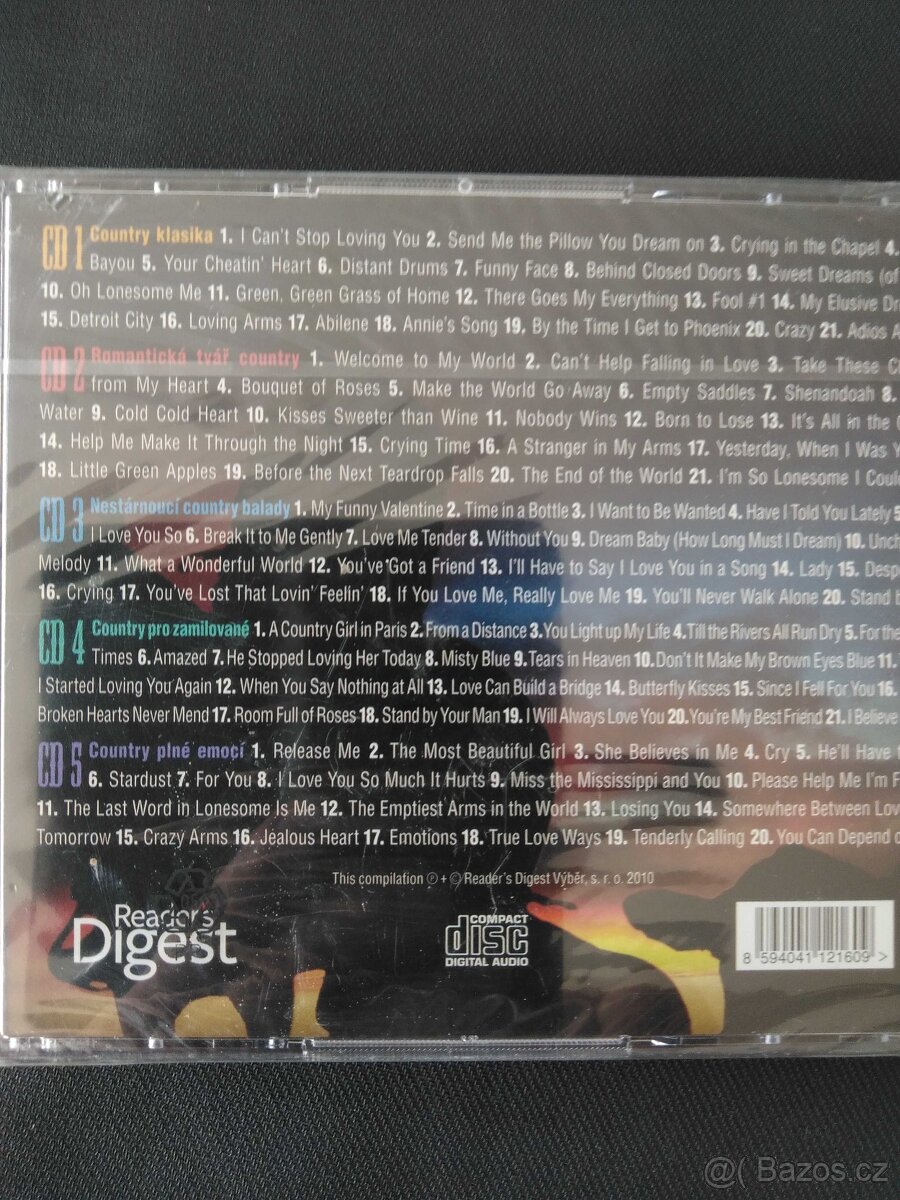 CD 1 Country klasika 1. I Can't Stop Loving You 2. Send Me the Pillow You Dream on 3. Crying in the Chapel 4.
Bayou 5. Your Cheatin' Heart 6. Distant Drums 7. Funny Face 8. Behind Closed Doors 9. Sweet Dreams (of
10. Oh Lonesome Me 11. Green, Green Grass of Home 12. There Goes My Everything 13. Fool #1 14. My Elusive Dr
15. Detroit City 16. Loving Arms 17. Abilene 18. Annie's Song 19. By the Time I Get to Phoenix 20. Crazy 21. Adios A
CD 2 Romantická tvář country 1. Welcome to My World 2. Can't Help Falling in Love 3. Take These Ch
from My Heart 4. Bouquet of Roses 5. Make the World Go Away 6. Empty Saddles 7. Shenandoah 8.
Water 9. Cold Cold Heart 10. Kisses Sweeter than Wine 11. Nobody Wins 12. Born to Lose 13. It's All in the
14. Help Me Make It Through the Night 15. Crying Time 16. A Stranger in My Arms 17. Yesterday, When I Was Y
18. Little Green Apples 19. Before the Next Teardrop Falls 20. The End of the World 21. I'm So Lonesome I Coul
CD 3 Nestárnoucí country balady 1. My Funny Valentine 2. Time in a Bottle 3. I Want to Be Wanted 4. Have I Told You Lately 5
I Love You So 6. Break It to Me Gently 7. Love Me Tender 8. Without You 9. Dream Baby (How Long Must I Dream) 10. Unch
Melody 11. What a Wonderful World 12. You've Got a Friend 13. I'll Have to Say I Love You in a Song 14. Lady 15. Desp
16. Crying 17. You've Lost That Lovin' Feelin' 18. If You Love Me, Really Love Me 19. You'll Never Walk Alone 20. Stand b
CD 4 Country pro zamilované 1. A Country Girl in Paris 2. From a Distance 3. You Light up My Life 4. Till the Rivers All Run Dry 5. For the
Times 6. Amazed 7. He Stopped Loving Her Today 8. Misty Blue 9. Tears in Heaven 10. Don't It Make My Brown Eyes Blue 11.
I Started Loving You Again 12. When You Say Nothing at All 13. Love Can Build a Bridge 14. Butterfly Kisses 15. Since I Fell For You 16.
Broken Hearts Never Mend 17. Room Full of Roses 18. Stand by Your Man 19. I Will Always Love You 20. You're My Best Friend 21. I Believe
CD 5 Country plné emocí 1. Release Me 2. The Most Beautiful Girl 3. She Believes in Me 4. Cry 5. He'll Have
6. Stardust 7. For You 8. I Love You So Much It Hurts 9. Miss the Mississippi and You 10. Please Help Me I'm F
11. The Last Word in Lonesome Is Me 12. The Emptiest Arms in the World 13. Losing You 14. Somewhere Between Lov
Tomorrow 15. Crazy Arms 16. Jealous Heart 17. Emotions 18. True Love Ways 19. Tenderly Calling 20. You Can Depend o
This compilation ℗ + © Reader's Digest Výběr, s. r. o. 2010
Reader's
Digest
COMPACT
disc
DIGITAL AUDIO
8 594041 121609 >
@( Bazos.cz